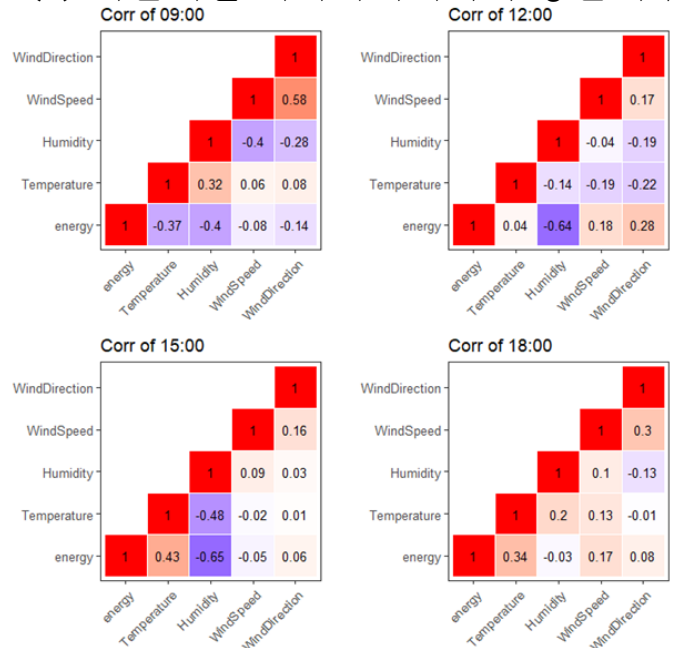 Corr of 09:00
WindDirection 1
WindSpeed 1 0.58
Humidity 1 -0.4 -0.28
Temperature 1 0.32 0.06 0.08
energy 1 -0.37 -0.4 -0.08 -0.14
energy Temperature Humidity WindSpeed WindDirection
Corr of 12:00
WindDirection 1
WindSpeed 1 0.17
Humidity 1 -0.04 -0.19
Temperature 1 -0.14 -0.19 -0.22
energy 1 0.04 -0.64 0.18 0.28
energy Temperature Humidity WindSpeed WindDirection
Corr of 15:00
WindDirection 1
WindSpeed 1 0.16
Humidity 1 0.09 0.03
Temperature 1 -0.48 -0.02 0.01
energy 1 0.43 -0.65 -0.05 0.06
energy Temperature Humidity WindSpeed WindDirection
Corr of 18:00
WindDirection 1
WindSpeed 1 0.3
Humidity 1 0.1 -0.13
Temperature 1 0.2 0.13 -0.01
energy 1 0.34 -0.03 0.17 0.08
energy Temperature Humidity WindSpeed WindDirection